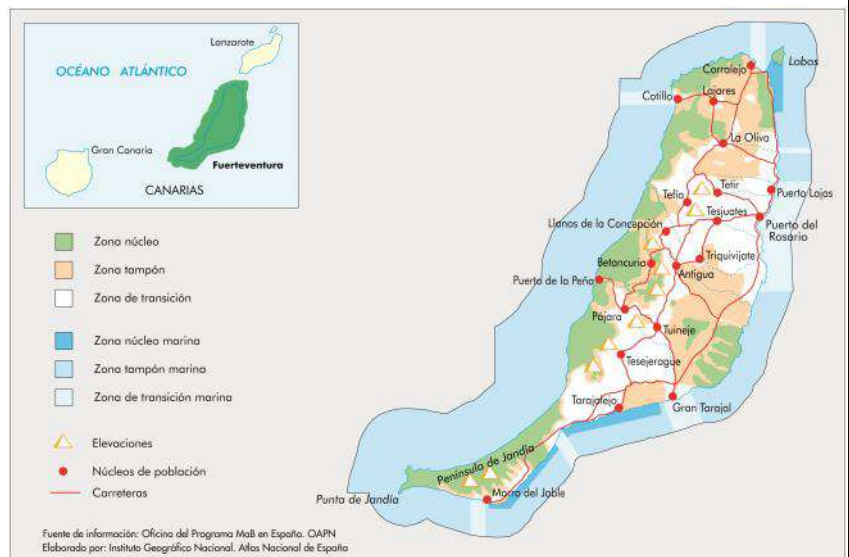 Lanzarote
OCÉANO ATLÁNTICO
Gran Canaria
Fuerteventura
CANARIAS
Zona núcleo
Zona tampón
Zona de transición
Zona núcleo marina
Zona tampón marina
Zona de transición marina
Elevaciones
Núcleos de población
Carreteras
Lobos
Corralejo
Cotillo
Lajares
La Oliva
Tetir
Tefía
Puerto Lajas
Tesjuates
Llanos de la Concepción
Puerto del
Rosario
Triquivijate
Betancuria
Antigua
Puerto de la Peña
Pájara
Tuineje
Tesejerague
Tarajalejo
Gran Tarajal
Península de Jandía
Punta de Jandía
Morro del Jable
Fuente de información: Oficina del Programa MaB en España. OAPN
Elaborado por: Instituto Geográfico Nacional. Atlas Nacional de España